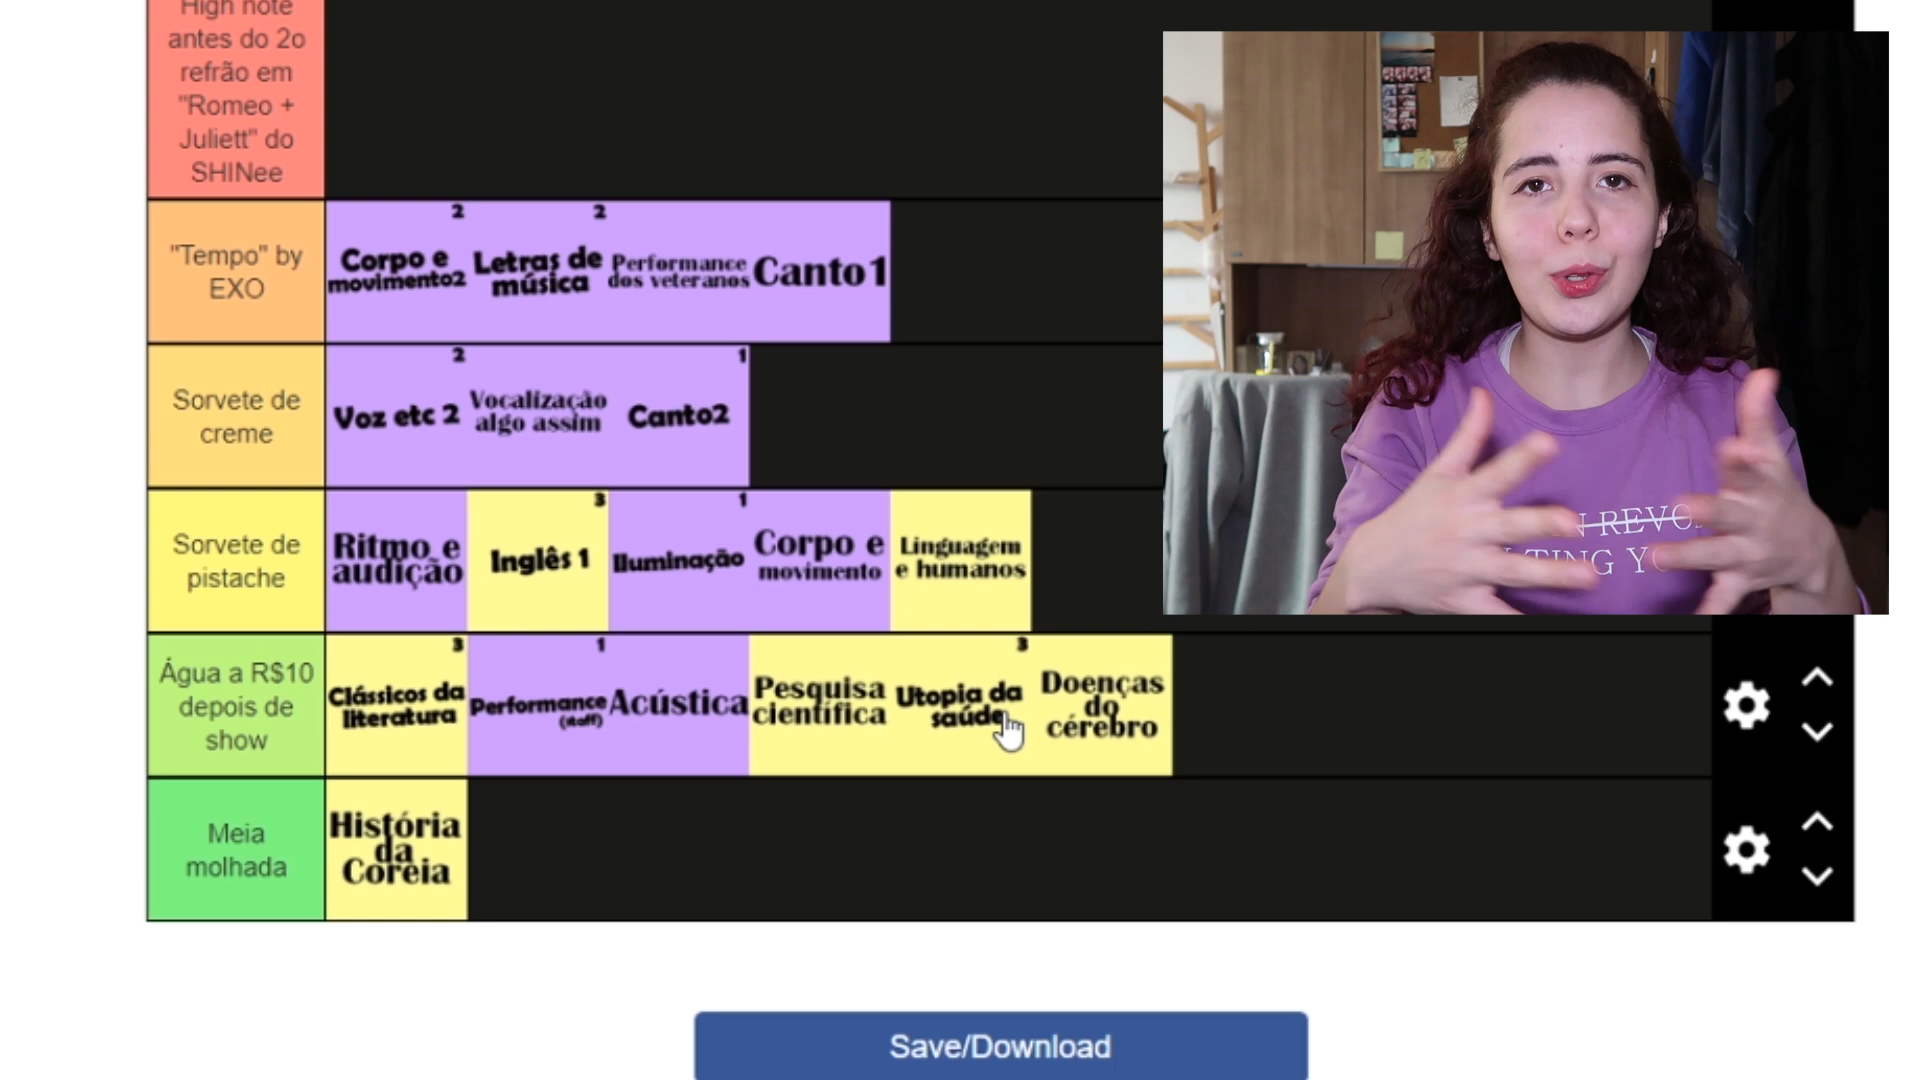 High note
antes do 2o
refrão em
"Romeo +
Juliett" do
SHINee
"Tempo" by
EXO
2
Corpo e
movimento2
2
Letras de
música
Performance
dos veteranos
Canto1
Sorvete de
creme
2
Voz etc 2
Vocalização
algo assim
1
Canto2
Sorvete de
pistache
Ritmo e
audição
3
Inglês 1
1
Iluminação
Corpo e
movimento
Linguagem
e humanos
Água a R$10
depois de
show
3
Clássicos da
literatura
1
Performance
(staff)
Acústica
Pesquisa
científica
3
Utopia da
saúde
Doenças
do
cérebro
Meia
molhada
História
da
Coreia
N REVO
TING Y
Save/Download